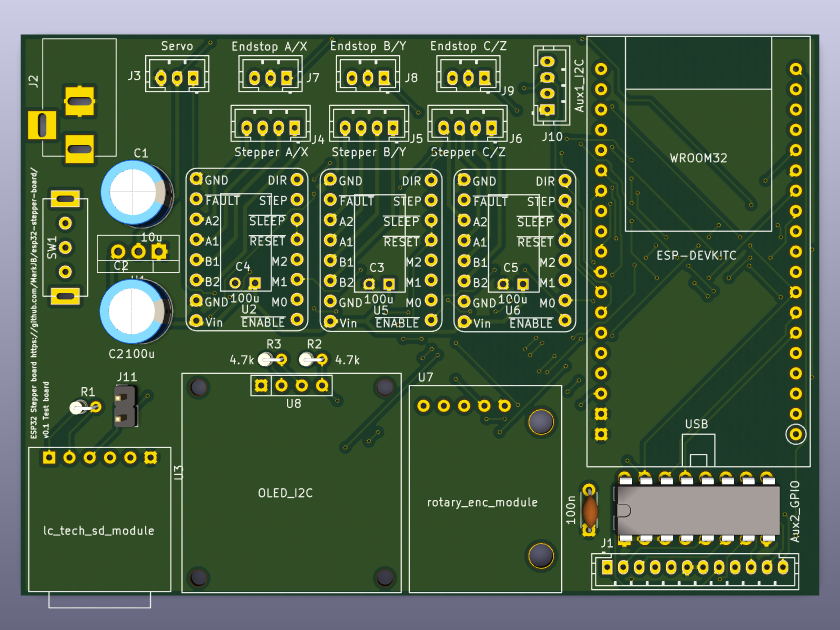 Servo
Endstop A/X
Endstop B/Y
Endstop C/Z
J2
J3
J7
J8
J9
Aux1_I2C
J10
J4
J5
J6
Stepper A/X
Stepper B/Y
Stepper C/Z
WROOM32
ESP-DEVKITC
C1
GND DIR
FAULT STEP
A2 SLEEP
A1 RESET
B1 M2
B2 M1
GND M0
Vin ENABLE
C4
100u
U2
GND DIR
FAULT STEP
A2 SLEEP
A1 RESET
B1 M2
B2 M1
GND M0
Vin ENABLE
C3
100u
U5
GND DIR
FAULT STEP
A2 SLEEP
A1 RESET
B1 M2
B2 M1
GND M0
Vin ENABLE
C5
100u
U6
SW1
10u
C2
C2100u
ESP32 Stepper board https://github.com/MarkJB/esp32-stepper-board/
v0.1 Test board
R3
R2
4.7k
4.7k
R1
J11
U8
U7
USB
U3
OLED_I2C
rotary_enc_module
lc_tech_sd_module
100n
Aux2_GPIO
J1